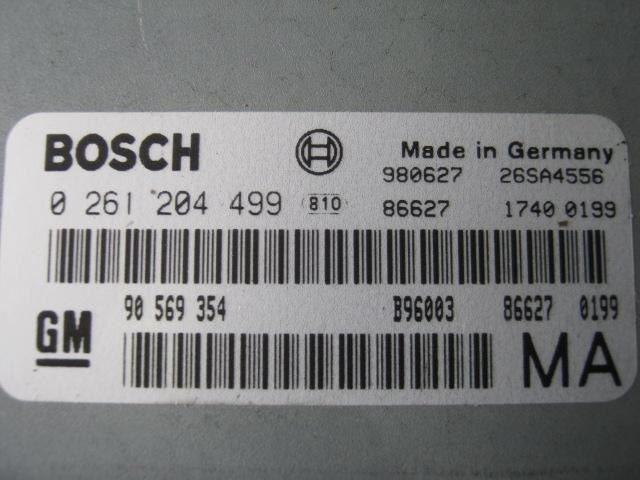 BOSCH Made in Germany
980627 26SA4556
0 261 204 499 810 86627 1740 0199
90 569 354 B96003 86627 0199
GM MA